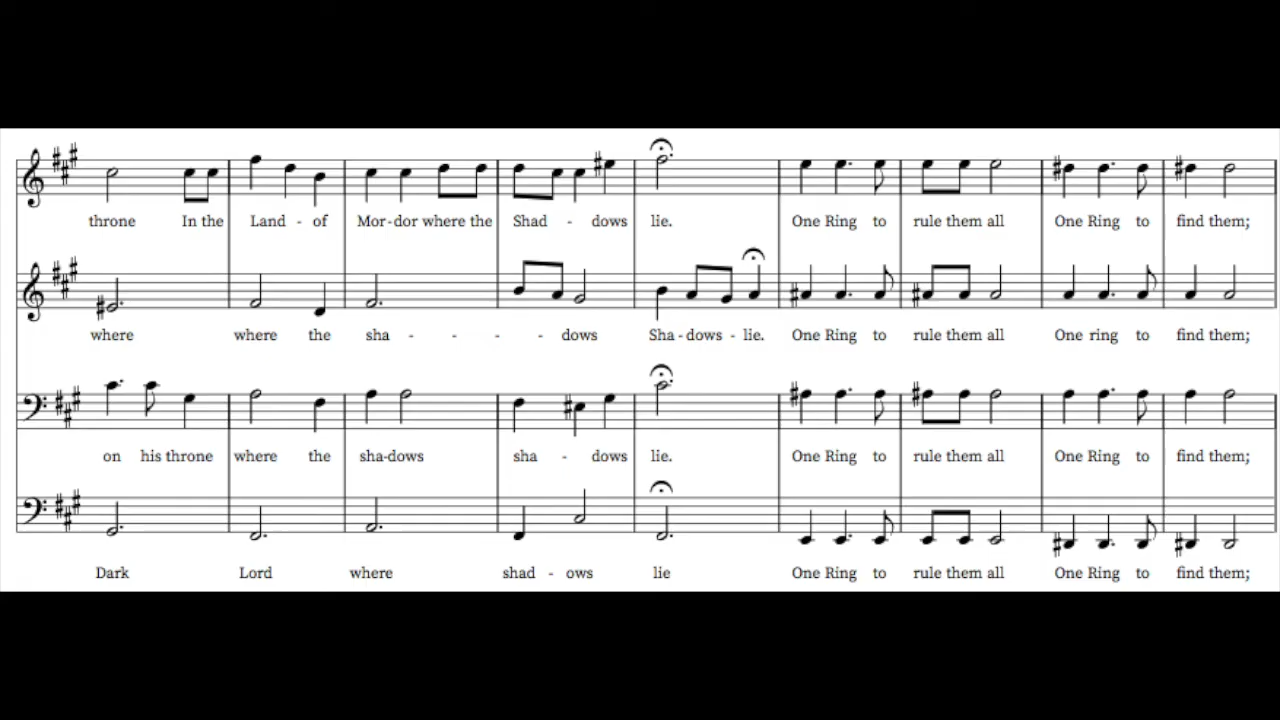 throne In the Land - of Mor-dor where the Shad - dows lie. One Ring to rule them all One Ring to find them;
where where the sha - - - - dows Sha-dows - lie. One Ring to rule them all One ring to find them;
on his throne where the sha-dows sha - dows lie. One Ring to rule them all One Ring to find them;
Dark Lord where shad - ows lie One Ring to rule them all One Ring to find them;